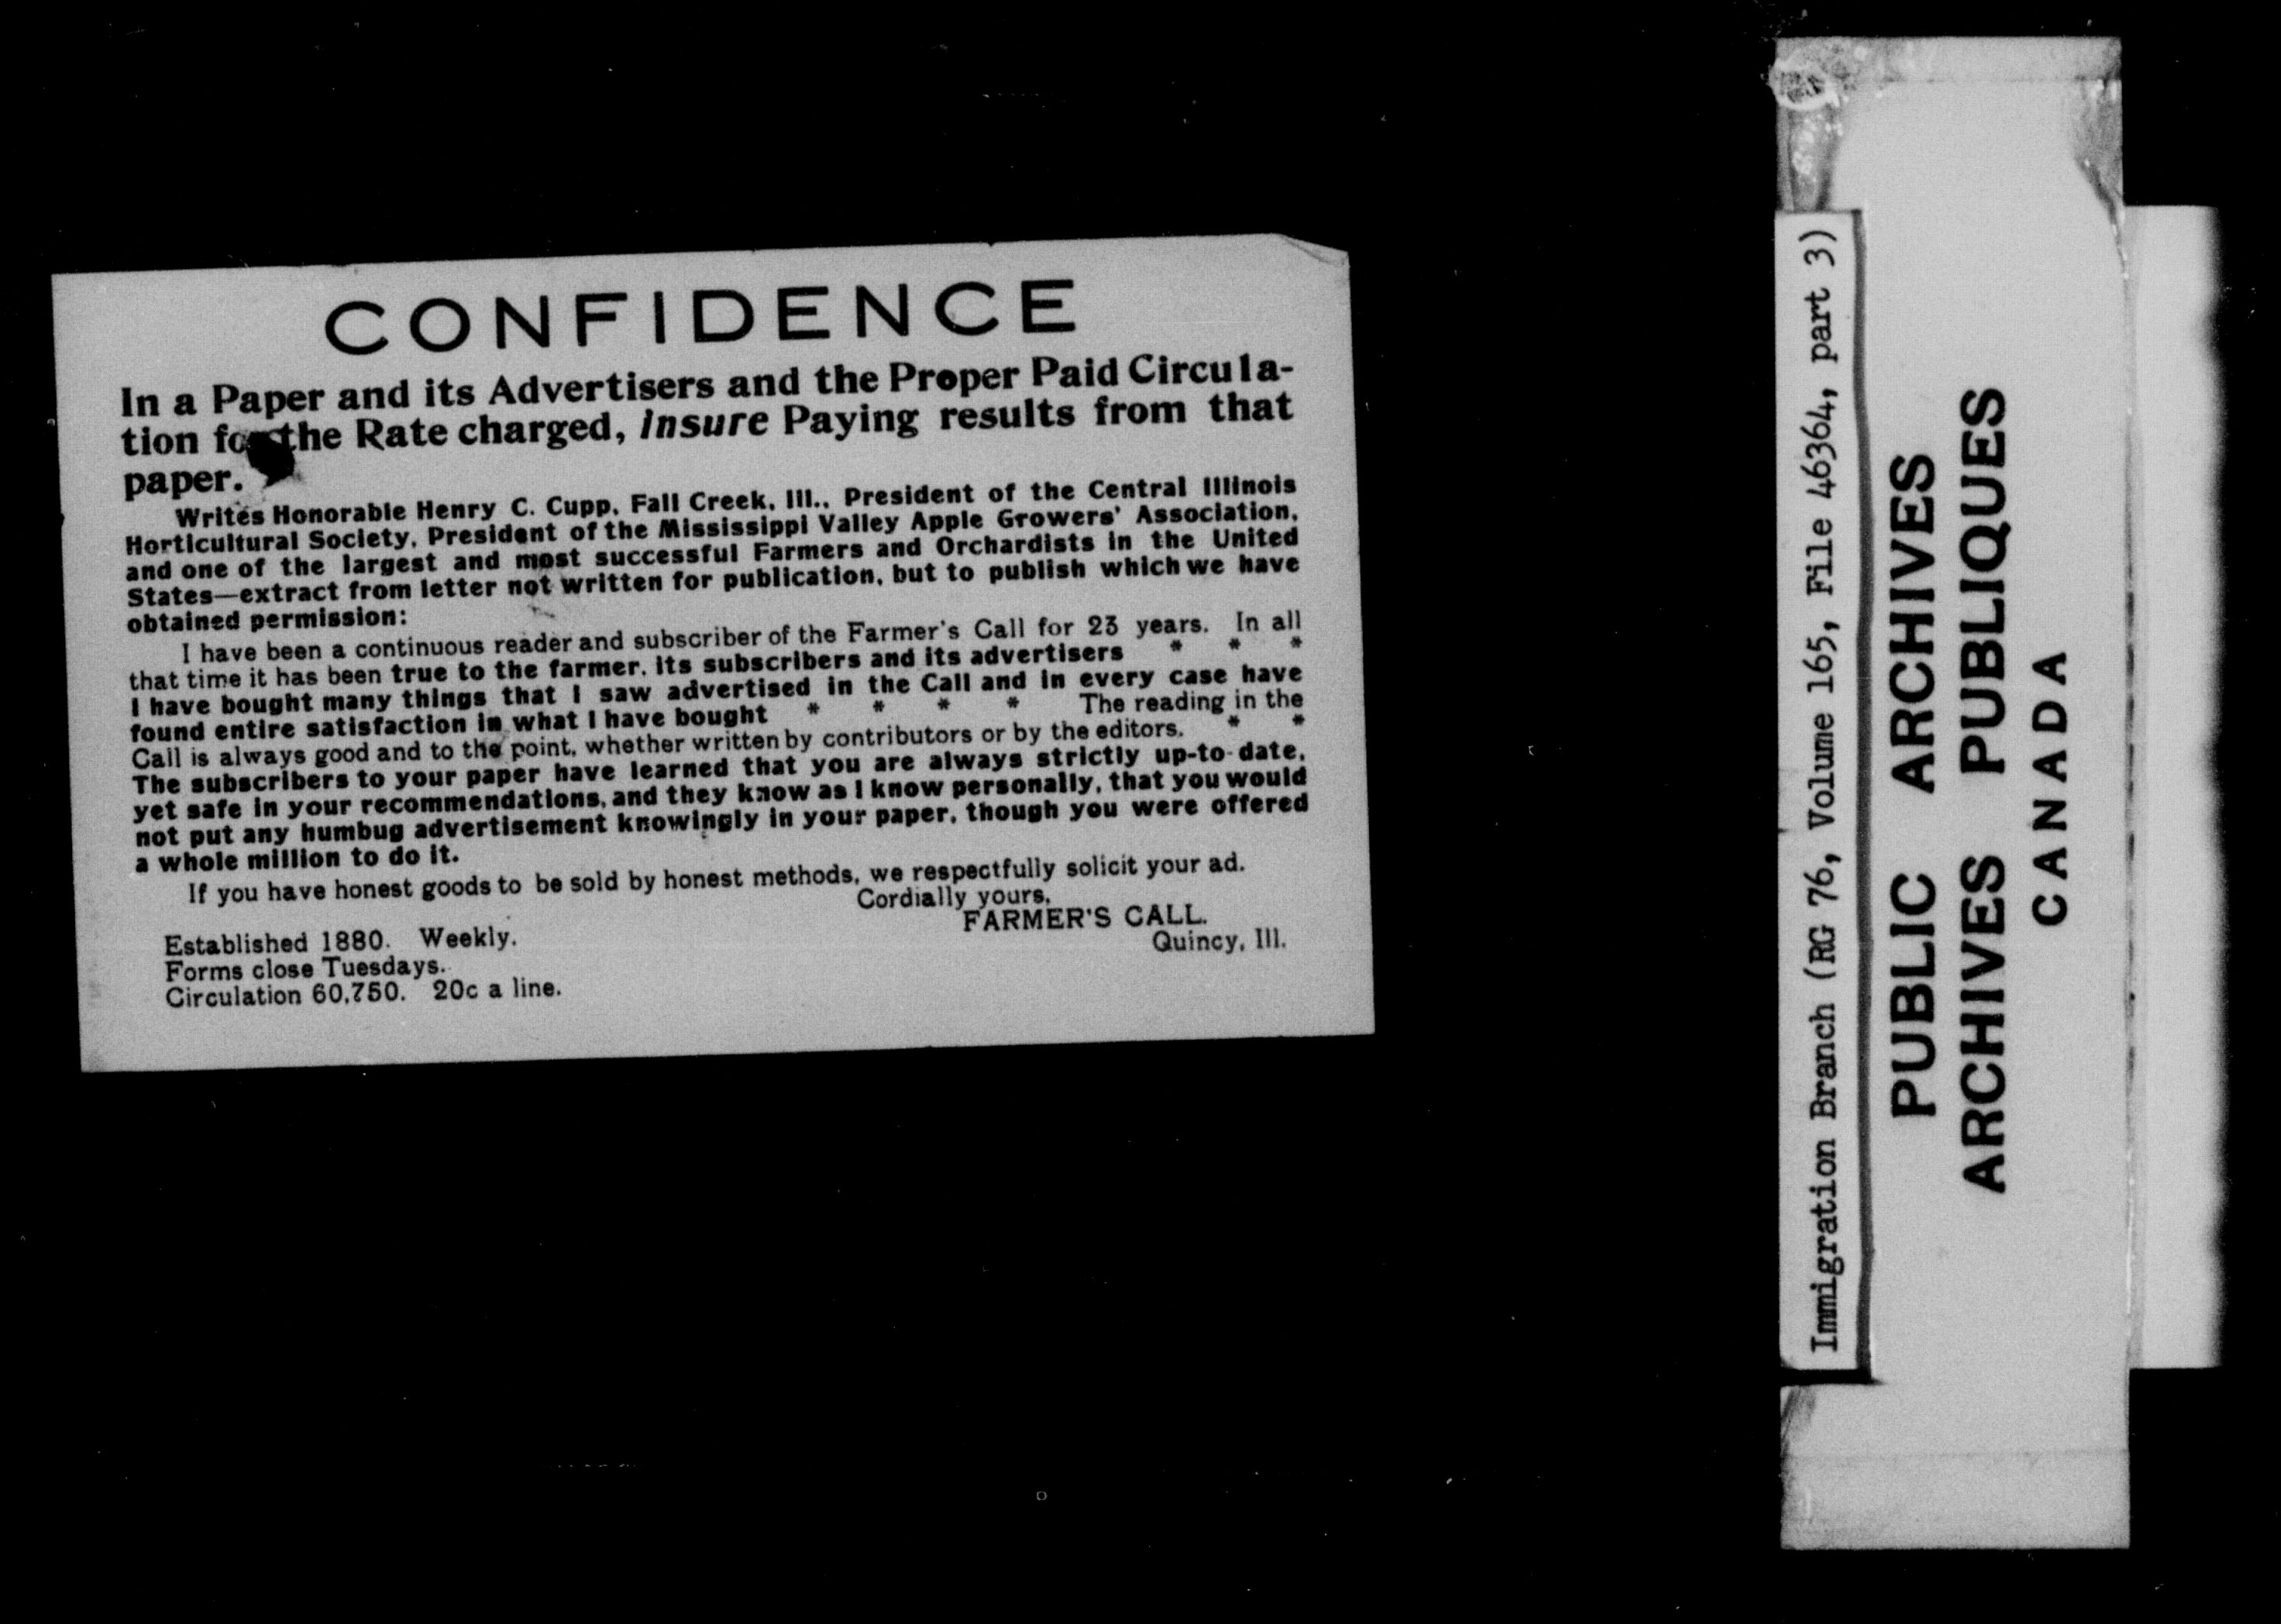 CONFIDENCE
In a Paper and its Advertisers and the Proper Paid Circula-
tion for the Rate charged, insure Paying results from that
paper.
Writes Honorable Henry C. Cupp, Fall Creek, Ill., President of the Central Illinois
Horticultural Society, President of the Mississippi Valley Apple Growers' Association,
and one of the largest and most successful Farmers and Orchardists in the United
States—extract from letter not written for publication, but to publish which we have
obtained permission:
I have been a continuous reader and subscriber of the Farmer's Call for 23 years. In all
that time it has been true to the farmer, its subscribers and its advertisers * * *
I have bought many things that I saw advertised in the Call and in every case have
found entire satisfaction in what I have bought * * * * The reading in the
Call is always good and to the point, whether written by contributors or by the editors. * *
The subscribers to your paper have learned that you are always strictly up-to-date,
yet safe in your recommendations, and they know as I know personally, that you would
not put any humbug advertisement knowingly in your paper, though you were offered
a whole million to do it.
If you have honest goods to be sold by honest methods, we respectfully solicit your ad.
Cordially yours,
FARMER'S CALL.
Quincy, Ill.
Established 1880. Weekly.
Forms close Tuesdays.
Circulation 60,750. 20c a line.
Immigration Branch (RG 76, Volume 165, File 46364, part 3)
PUBLIC ARCHIVES
ARCHIVES PUBLIQUES
CANADA